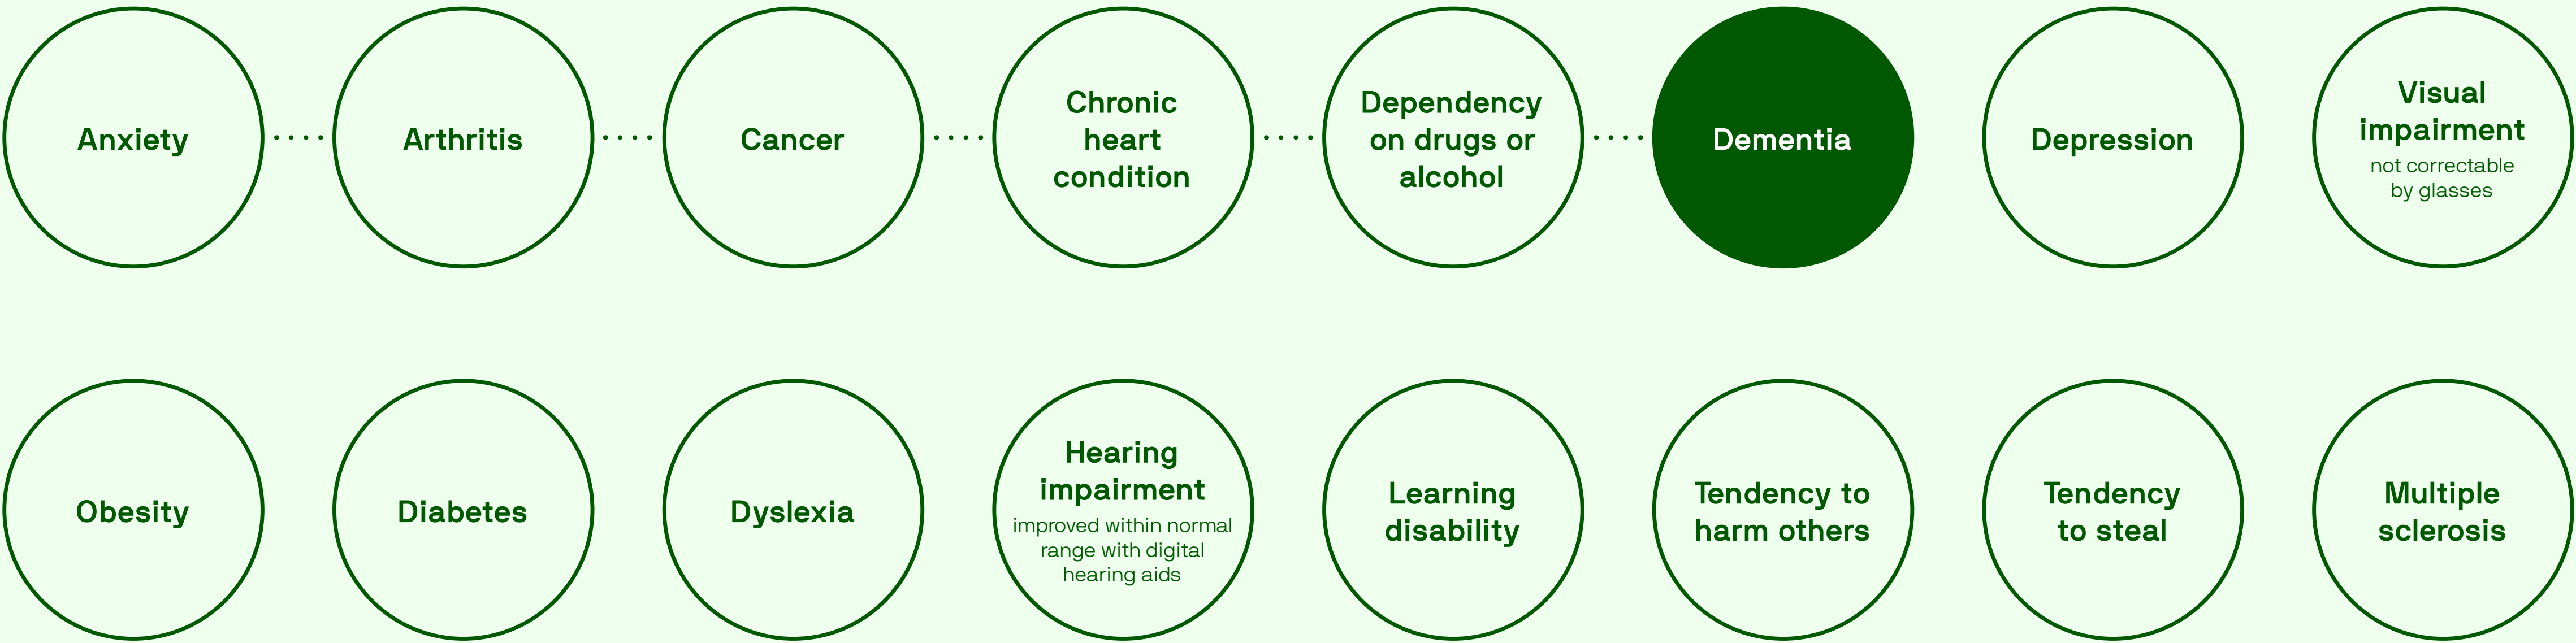 Anxiety
Arthritis
Cancer
Chronic
heart
condition
Dependency
on drugs or
alcohol
Dementia
Depression
Visual
impairment
not correctable
by glasses
Obesity
Diabetes
Dyslexia
Hearing
impairment
improved within normal
range with digital
hearing aids
Learning
disability
Tendency to
harm others
Tendency
to steal
Multiple
sclerosis